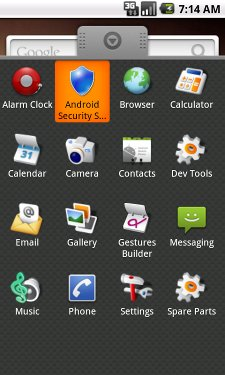 3G
7:14 AM
Google
Alarm Clock
Android
Security S...
Browser
Calculator
31
Calendar
Camera
Contacts
Dev Tools
Email
Gallery
Gestures
Builder
Messaging
Music
Phone
Settings
Spare Parts